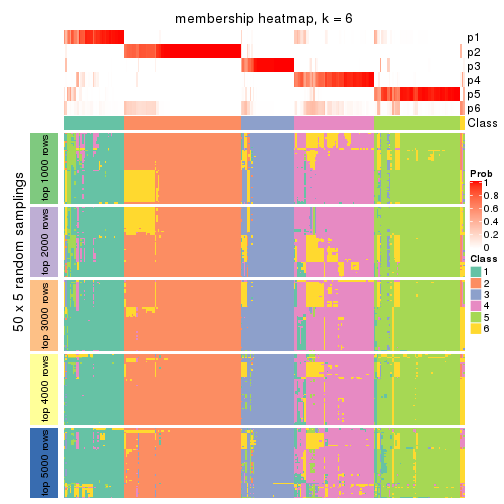 membership heatmap, k = 6
p1
p2
p3
p4
p5
p6
Class
50 x 5 random samplings
top 1000 rows
top 2000 rows
top 3000 rows
top 4000 rows
top 5000 rows
Prob
1
0.8
0.6
0.4
0.2
0
Class
1
2
3
4
5
6